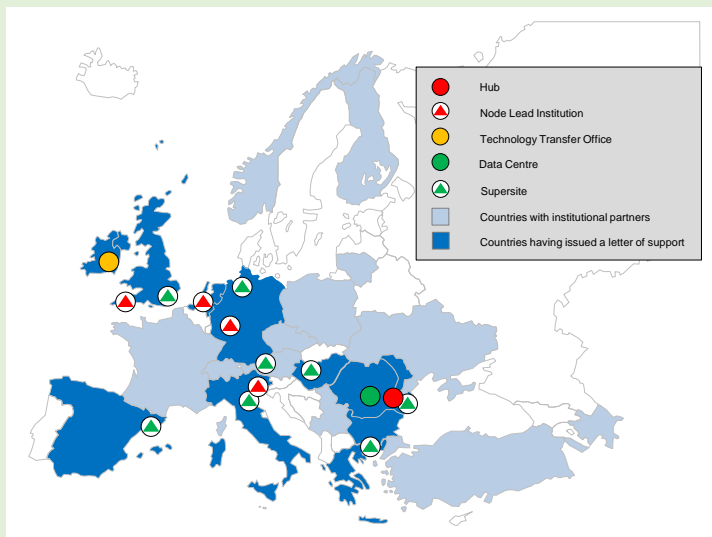 Hub
Node Lead Institution
Technology Transfer Office
Data Centre
Supersite
Countries with institutional partners
Countries having issued a letter of support